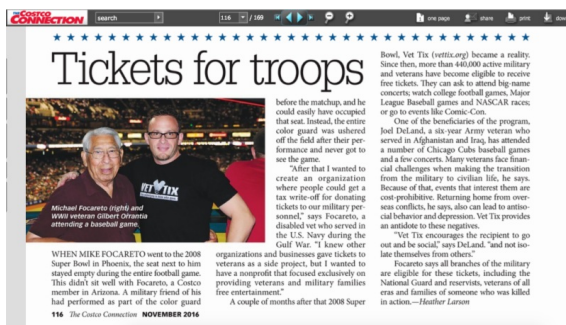 THE COSTCO
CONNECTION
search
116 / 169
one page
share
print
dow
Tickets for troops
Michael Focareto (right) and
WWII veteran Gilbert Orrantia
attending a baseball game.
VET TIX
WHEN MIKE FOCARETO went to the 2008
Super Bowl in Phoenix, the seat next to him
stayed empty during the entire football game.
This didn't sit well with Focareto, a Costco
member in Arizona. A military friend of his
had performed as part of the color guard
before the matchup, and he
could easily have occupied
that seat. Instead, the entire
color guard was ushered
off the field after their per-
formance and never got to
see the game.
"After that I wanted to
create an organization
where people could get a
tax write-off for donating
tickets to our military per-
sonnel," says Focareto, a
disabled vet who served in
the U.S. Navy during the
Gulf War. "I knew other
organizations and businesses gave tickets to
veterans as a side project, but I wanted to
have a nonprofit that focused exclusively on
providing veterans and military families
free entertainment."
A couple of months after that 2008 Super
Bowl, Vet Tix (vettix.org) became a reality.
Since then, more than 440,000 active military
and veterans have become eligible to receive
free tickets. They can ask to attend big-name
concerts; watch college football games, Major
League Baseball games and NASCAR races;
or go to events like Comic-Con.
One of the beneficiaries of the program,
Joel DeLand, a six-year Army veteran who
served in Afghanistan and Iraq, has attended
a number of Chicago Cubs baseball games
and a few concerts. Many veterans face finan-
cial challenges when making the transition
from the military to civilian life, he says.
Because of that, events that interest them are
cost-prohibitive. Returning home from over-
seas conflicts, he says, also can lead to antiso-
cial behavior and depression. Vet Tix provides
an antidote to these negatives.
"Vet Tix encourages the recipient to go
out and be social," says DeLand. "and not iso-
late themselves from others."
Focareto says all branches of the military
are eligible for these tickets, including the
National Guard and reservists, veterans of all
eras and families of someone who was killed
in action.—Heather Larson
116 The Costco Connection NOVEMBER 2016